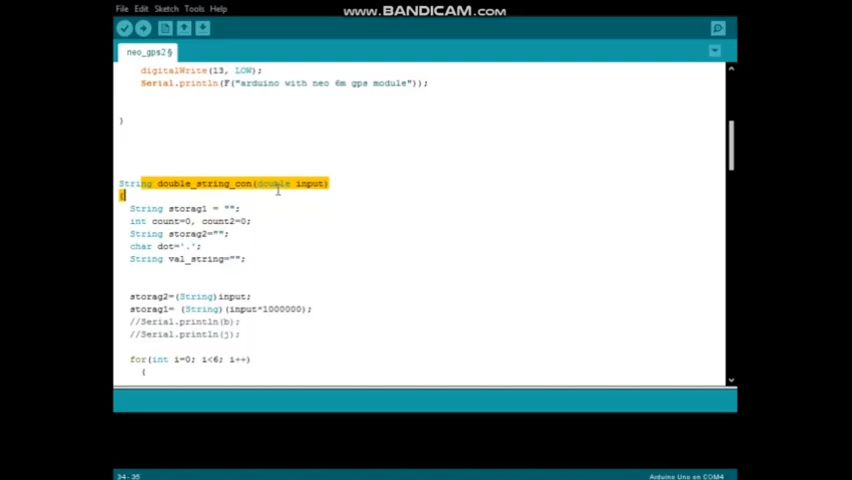 File Edit Sketch Tools Help
WWW.BANDICAM.COM
neo_gps2§
digitalWrite(13, LOW);
Serial.println(F("arduino with neo 6m gps module"));
}
String double_string_con(double input)
{
String storag1 = "";
int count=0, count2=0;
String storag2="";
char dot='.';
String val_string="";
storag2=(String)input;
storag1= (String)(input*1000000);
//Serial.println(b);
//Serial.println(j);
for(int i=0; i<6; i++)
{
34-35
Arduino Uno on COM4